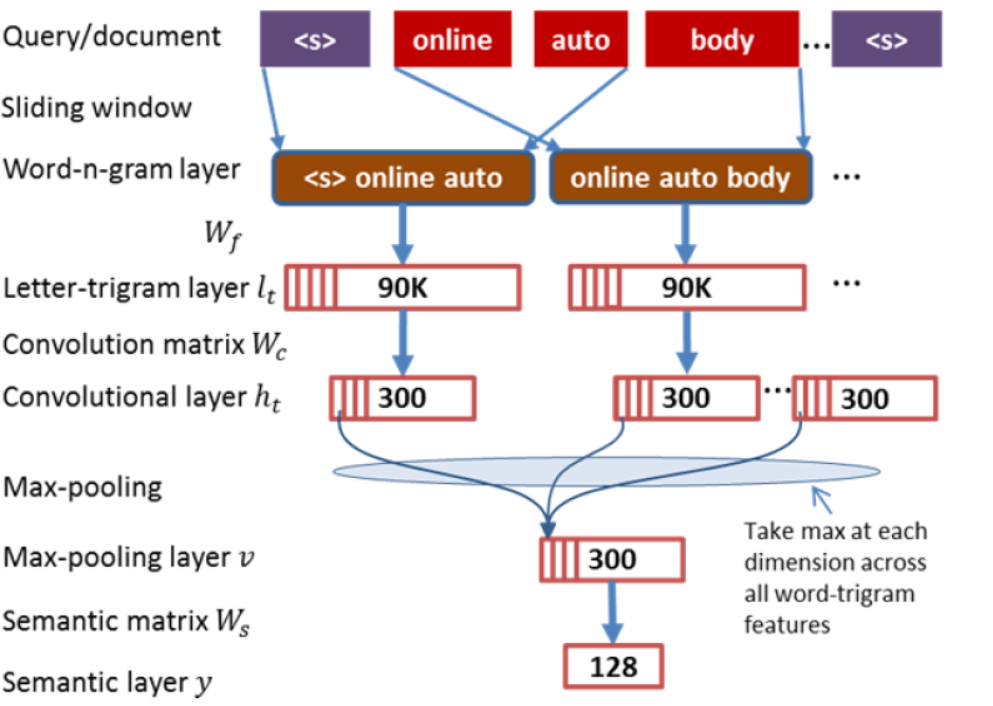 Query/document <s> online auto body ... <s>
Sliding window
Word-n-gram layer <s> online auto online auto body ...
W_f
Letter-trigram layer l_t 90K 90K ...
Convolution matrix W_c
Convolutional layer h_t 300 300 ... 300
Max-pooling
Take max at each
dimension across
all word-trigram
features
Max-pooling layer v 300
Semantic matrix W_s
Semantic layer y 128